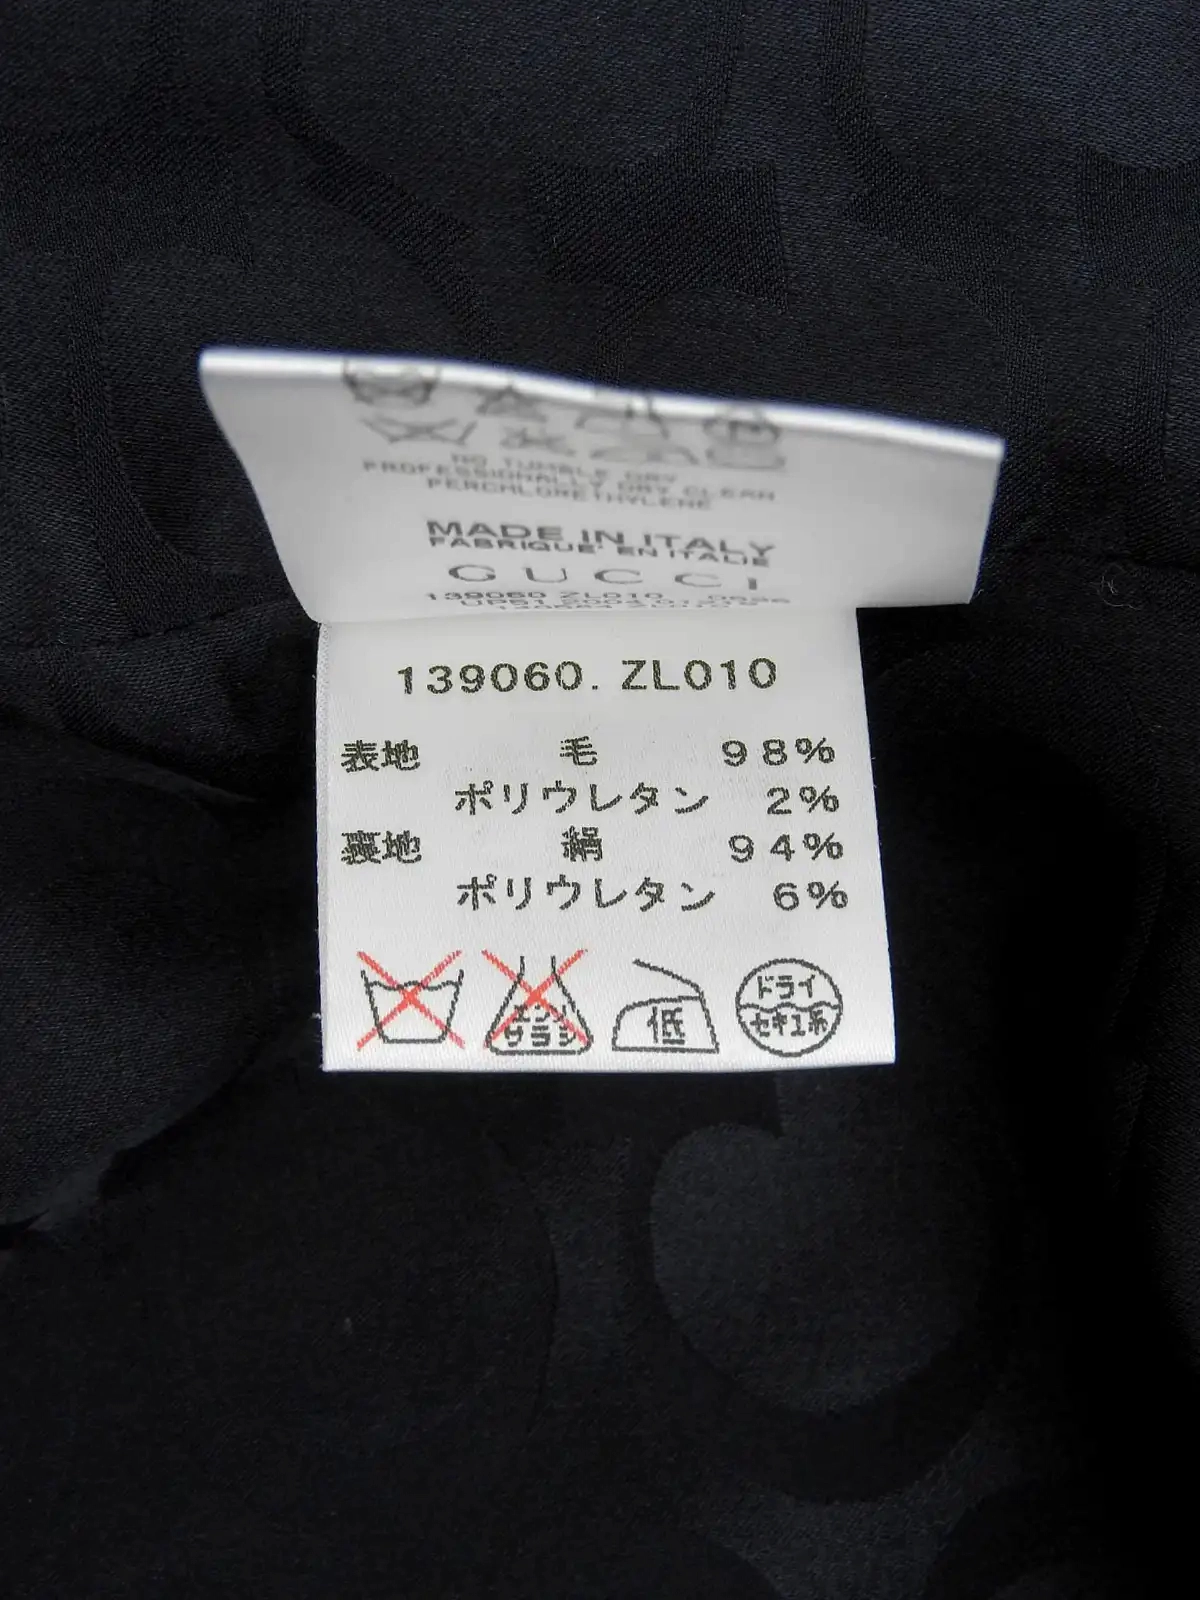 NO TUMBLE DRY
PROFESSIONALLY DRY CLEAN
PERCHLORETHYLENE
MADE IN ITALY
FABRIQUE' EN ITALIE
GUCCI
139060 ZL010
139060. ZL010
表地 毛 98%
ポリウレタン 2%
裏地 絹 94%
ポリウレタン 6%
エンソ
サラシ
低
ドライ
セキユ系